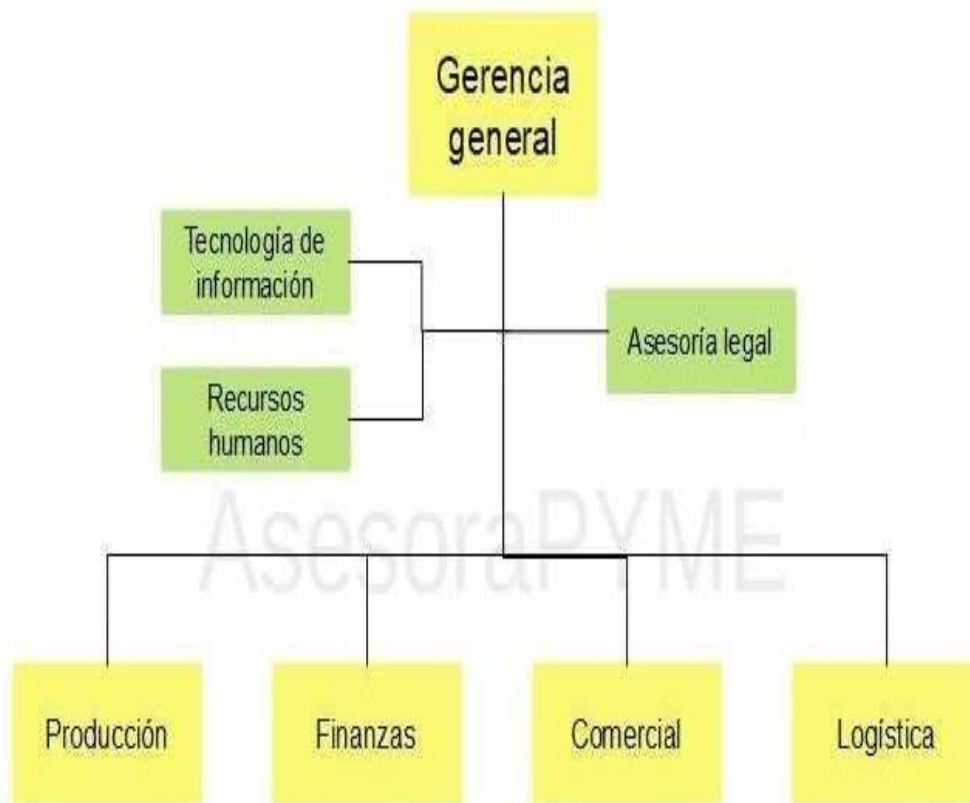 Gerencia
general
Tecnología de
información
Asesoría legal
Recursos
humanos
AsesoraPYME
Producción
Finanzas
Comercial
Logística